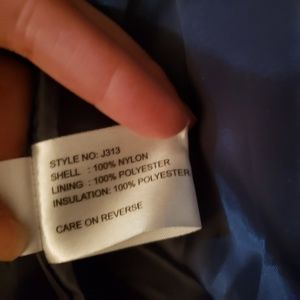 STYLE NO: J313
SHELL : 100% NYLON
LINING : 100% POLYESTER
INSULATION: 100% POLYESTER
CARE ON REVERSE